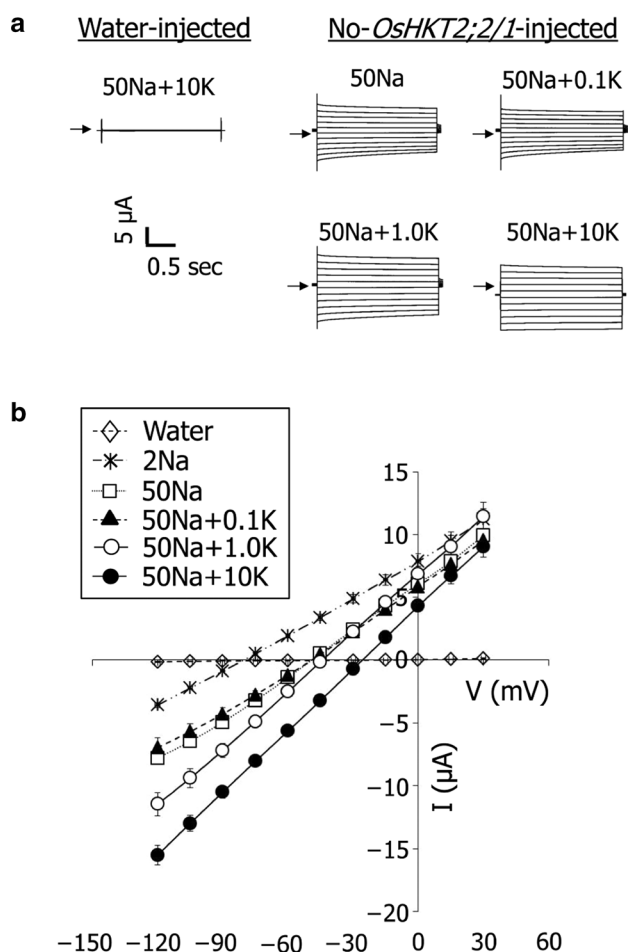 a
Water-injected
No-OsHKT2;2/1-injected
50Na+10K
50Na
50Na+0.1K
5 µA
0.5 sec
50Na+1.0K
50Na+10K
b
Water
2Na
50Na
50Na+0.1K
50Na+1.0K
50Na+10K
15
10
5
0
−5
−10
−15
−20
V (mV)
I (µA)
−150 −120 −90 −60 −30 0 30 60